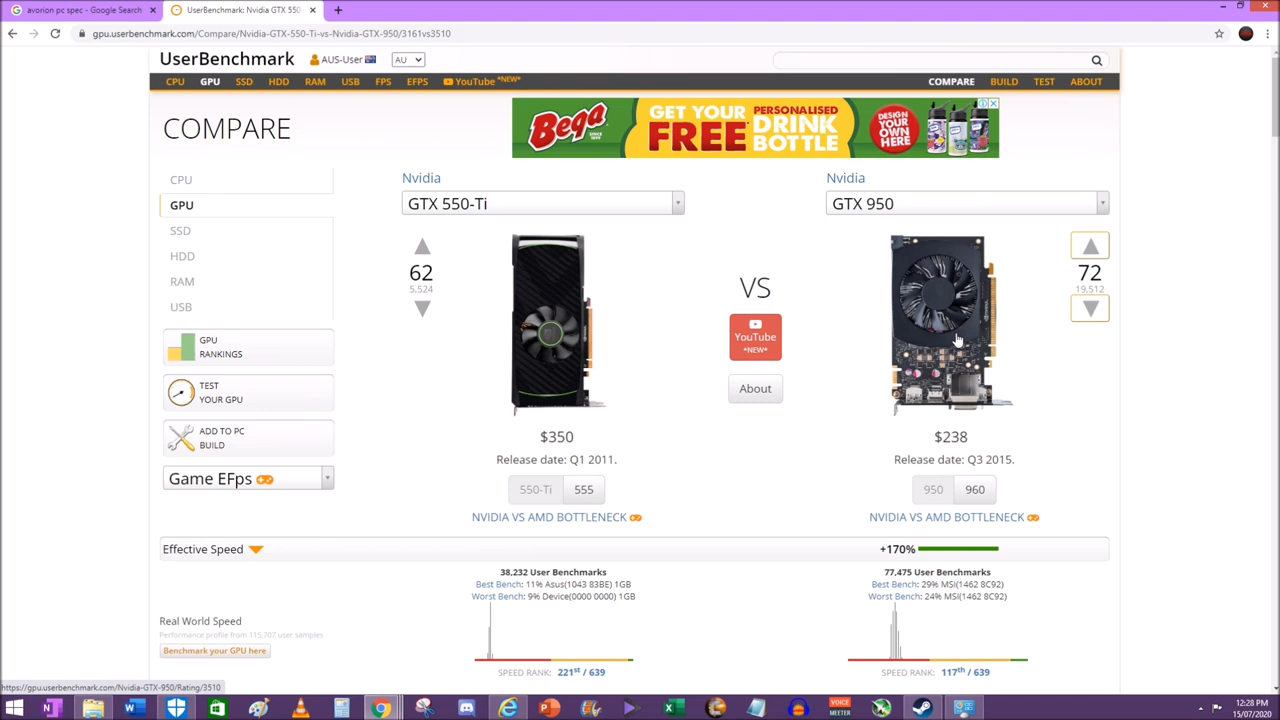 avorion pc spec - Google Search
UserBenchmark: Nvidia GTX 550
gpu.userbenchmark.com/Compare/Nvidia-GTX-550-Ti-vs-Nvidia-GTX-950/3161vs3510
UserBenchmark AUS-User AU
CPU GPU SSD HDD RAM USB FPS EFPS YouTube *NEW* COMPARE BUILD TEST ABOUT
COMPARE
Bega SINCE 1899 GET YOUR FREE PERSONALISED DRINK BOTTLE DESIGN YOUR OWN HERE
CPU
GPU
SSD
HDD
RAM
USB
GPU RANKINGS
TEST YOUR GPU
ADD TO PC BUILD
Game EFps
Nvidia
GTX 550-Ti
62
5,524
VS
YouTube
*NEW*
About
Nvidia
GTX 950
72
19,512
$350
Release date: Q1 2011.
550-Ti 555
NVIDIA VS AMD BOTTLENECK
$238
Release date: Q3 2015.
950 960
NVIDIA VS AMD BOTTLENECK
Effective Speed +170%
38,232 User Benchmarks
Best Bench: 11% Asus(1043 83BE) 1GB
Worst Bench: 9% Device(0000 0000) 1GB
77,475 User Benchmarks
Best Bench: 29% MSI(1462 8C92)
Worst Bench: 24% MSI(1462 8C92)
Real World Speed
Performance profile from 115,707 user samples.
Benchmark your GPU here
SPEED RANK: 221st / 639
SPEED RANK: 117th / 639
https://gpu.userbenchmark.com/Nvidia-GTX-950/Rating/3510
VOICE MEETER
12:28 PM
15/07/2020